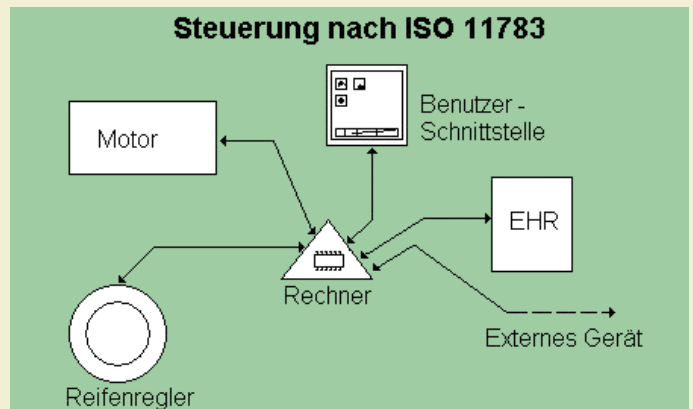 Steuerung nach ISO 11783
Motor
Benutzer -
Schnittstelle
EHR
Rechner
Externes Gerät
Reifenregler